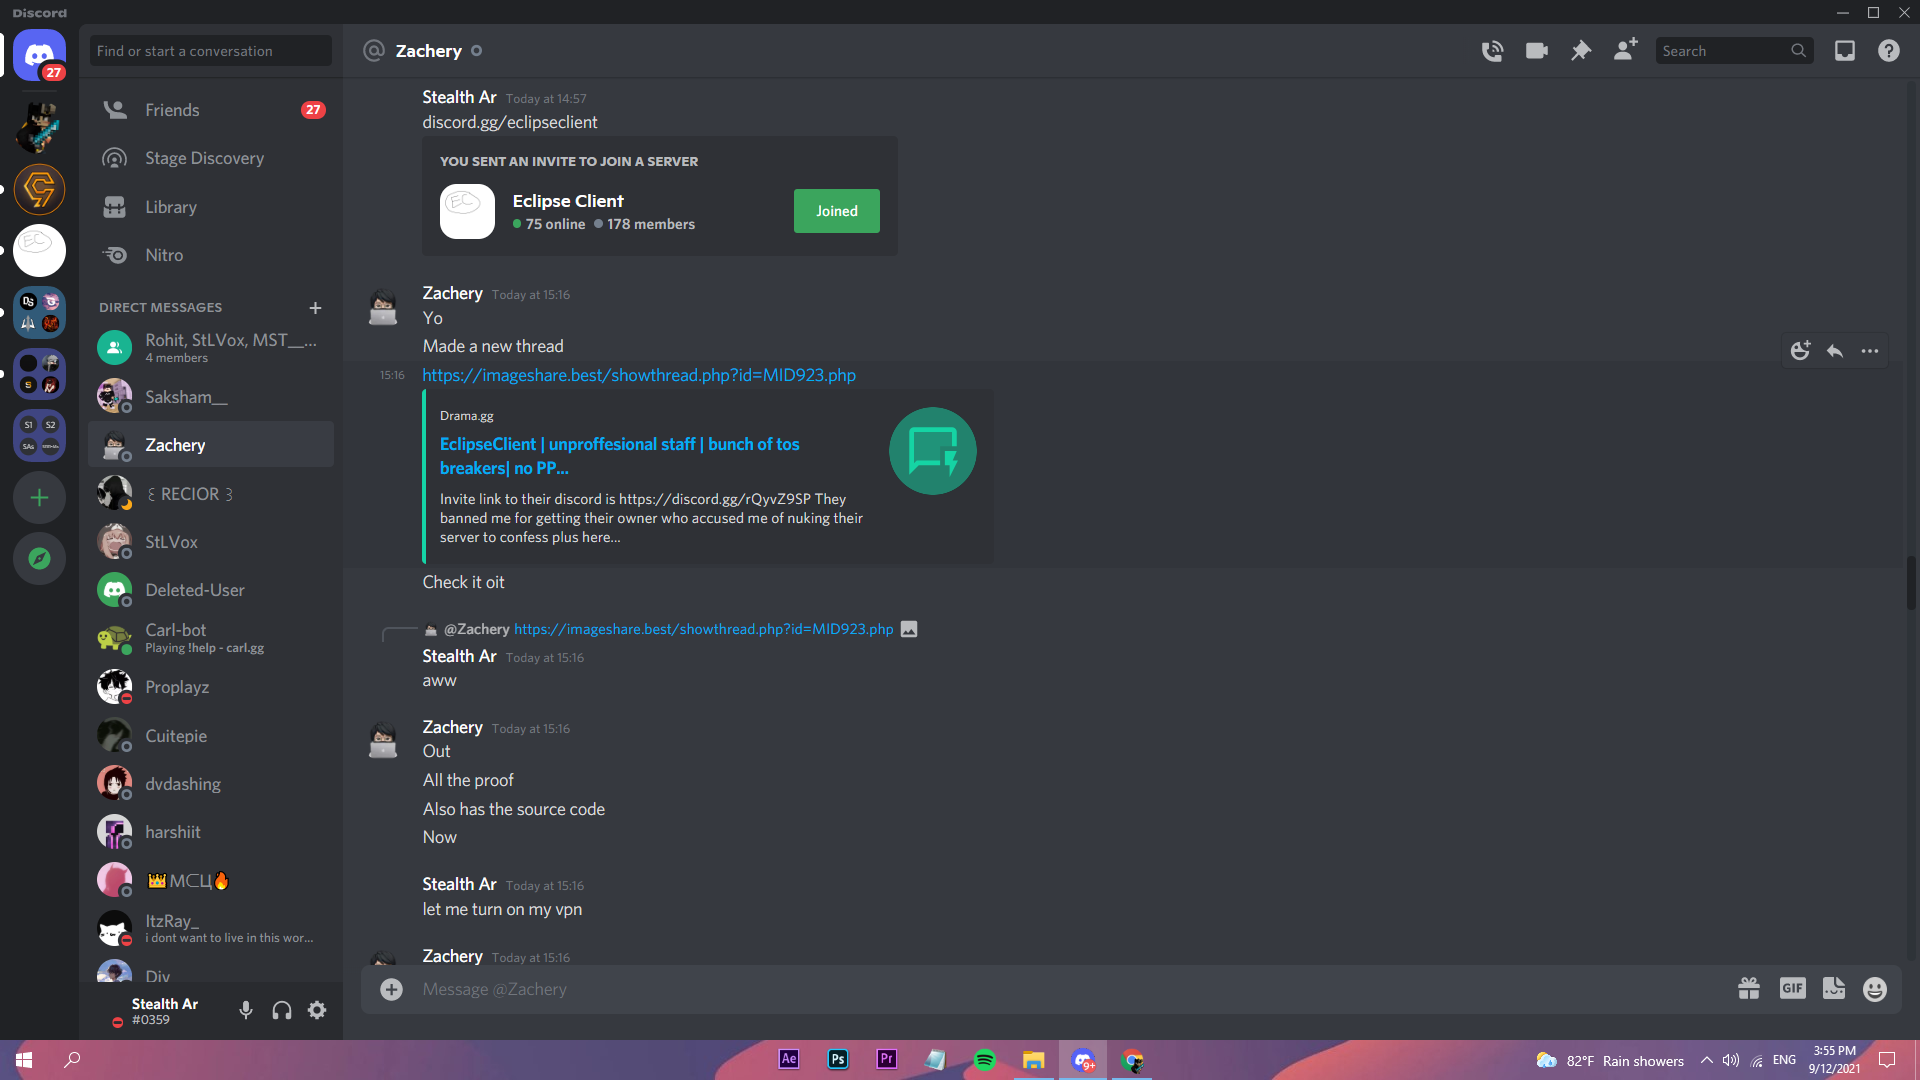 Discord
27
Find or start a conversation
Friends
27
Stage Discovery
Library
Nitro
DIRECT MESSAGES
Rohit, StLVox, MST__...
4 members
Saksham__
Zachery
꒰ RECIOR ꒱
StLVox
Deleted-User
Carl-bot
Playing !help - carl.gg
Proplayz
Cuitepie
dvdashing
harshiit
👑M⊂Ц🔥
ItzRay_
i dont want to live in this wor...
Div
Stealth Ar
#0359
Zachery
Search
Stealth Ar Today at 14:57
discord.gg/eclipseclient
YOU SENT AN INVITE TO JOIN A SERVER
EC
Eclipse Client
75 online 178 members
Joined
Zachery Today at 15:16
Yo
Made a new thread
15:16 https://imageshare.best/showthread.php?id=MID923.php
Drama.gg
EclipseClient | unproffesional staff | bunch of tos
breakers| no PP...
Invite link to their discord is https://discord.gg/rQyvZ9SP They
banned me for getting their owner who accused me of nuking their
server to confess plus here...
Check it oit
@Zachery https://imageshare.best/showthread.php?id=MID923.php
Stealth Ar Today at 15:16
aww
Zachery Today at 15:16
Out
All the proof
Also has the source code
Now
Stealth Ar Today at 15:16
let me turn on my vpn
Zachery Today at 15:16
Message @Zachery
GIF
EC
DS
S
S1 S2
SAs
Ae
Ps
Pr
9+
82°F Rain showers
ENG
3:55 PM
9/12/2021